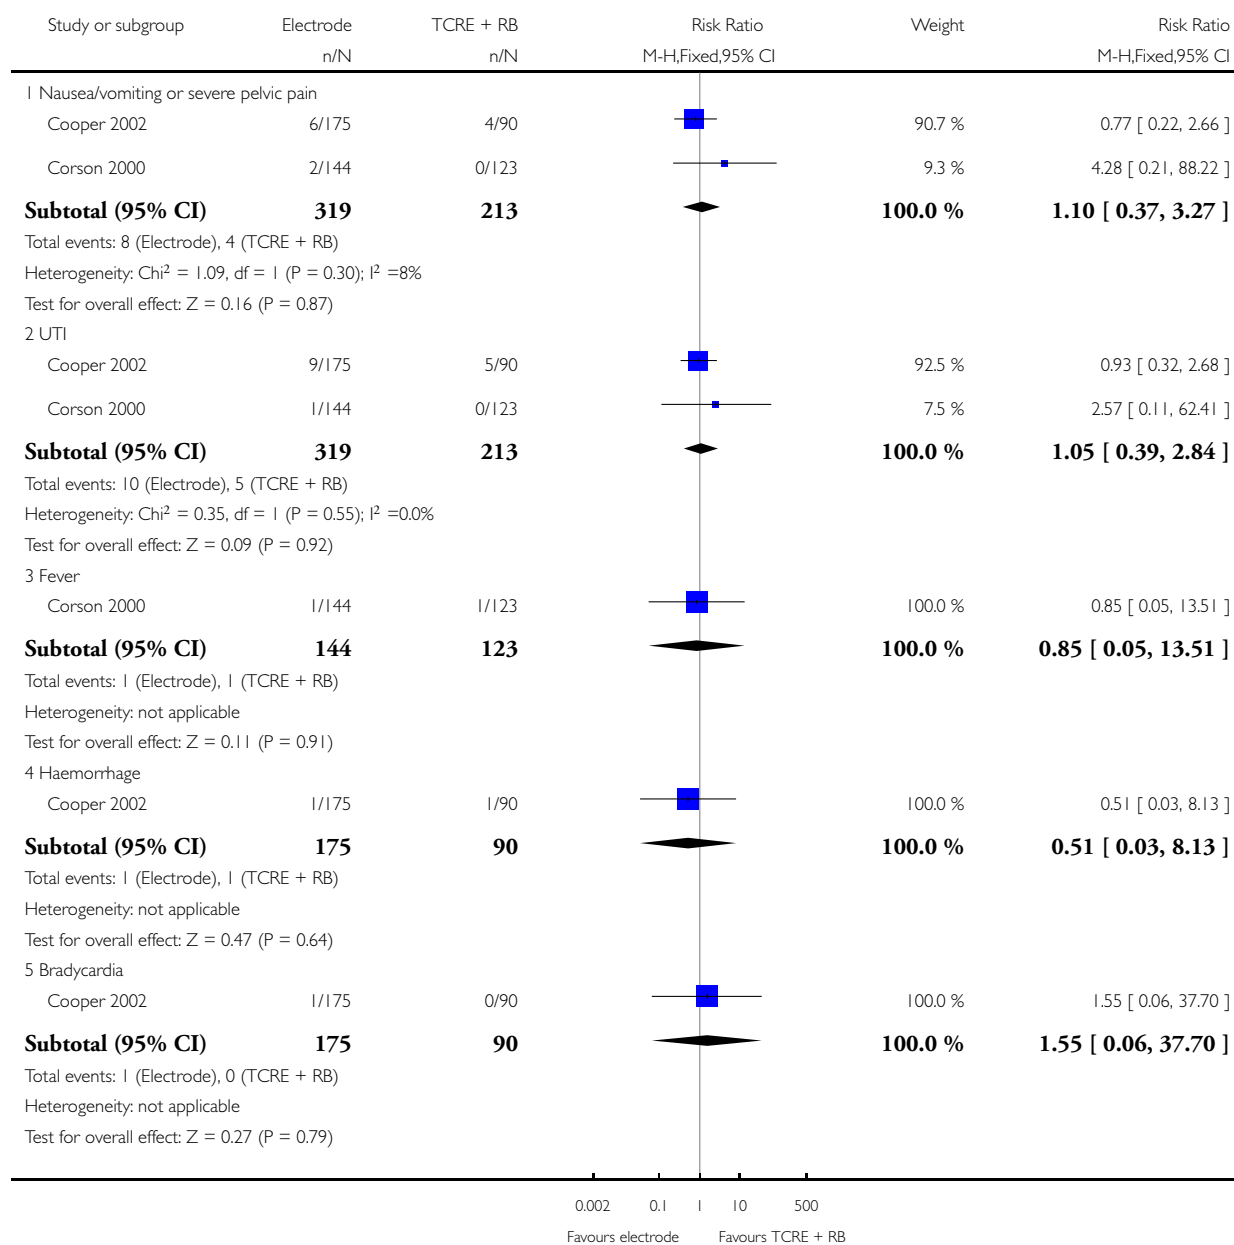 Study or subgroup Electrode TCRE + RB Risk Ratio Weight Risk Ratio
n/N n/N M-H,Fixed,95% CI M-H,Fixed,95% CI
1 Nausea/vomiting or severe pelvic pain
Cooper 2002 6/175 4/90 90.7 % 0.77 [ 0.22, 2.66 ]
Corson 2000 2/144 0/123 9.3 % 4.28 [ 0.21, 88.22 ]
Subtotal (95% CI) 319 213 100.0 % 1.10 [ 0.37, 3.27 ]
Total events: 8 (Electrode), 4 (TCRE + RB)
Heterogeneity: Chi² = 1.09, df = 1 (P = 0.30); I² =8%
Test for overall effect: Z = 0.16 (P = 0.87)
2 UTI
Cooper 2002 9/175 5/90 92.5 % 0.93 [ 0.32, 2.68 ]
Corson 2000 1/144 0/123 7.5 % 2.57 [ 0.11, 62.41 ]
Subtotal (95% CI) 319 213 100.0 % 1.05 [ 0.39, 2.84 ]
Total events: 10 (Electrode), 5 (TCRE + RB)
Heterogeneity: Chi² = 0.35, df = 1 (P = 0.55); I² =0.0%
Test for overall effect: Z = 0.09 (P = 0.92)
3 Fever
Corson 2000 1/144 1/123 100.0 % 0.85 [ 0.05, 13.51 ]
Subtotal (95% CI) 144 123 100.0 % 0.85 [ 0.05, 13.51 ]
Total events: 1 (Electrode), 1 (TCRE + RB)
Heterogeneity: not applicable
Test for overall effect: Z = 0.11 (P = 0.91)
4 Haemorrhage
Cooper 2002 1/175 1/90 100.0 % 0.51 [ 0.03, 8.13 ]
Subtotal (95% CI) 175 90 100.0 % 0.51 [ 0.03, 8.13 ]
Total events: 1 (Electrode), 1 (TCRE + RB)
Heterogeneity: not applicable
Test for overall effect: Z = 0.47 (P = 0.64)
5 Bradycardia
Cooper 2002 1/175 0/90 100.0 % 1.55 [ 0.06, 37.70 ]
Subtotal (95% CI) 175 90 100.0 % 1.55 [ 0.06, 37.70 ]
Total events: 1 (Electrode), 0 (TCRE + RB)
Heterogeneity: not applicable
Test for overall effect: Z = 0.27 (P = 0.79)
0.002 0.1 1 10 500
Favours electrode Favours TCRE + RB